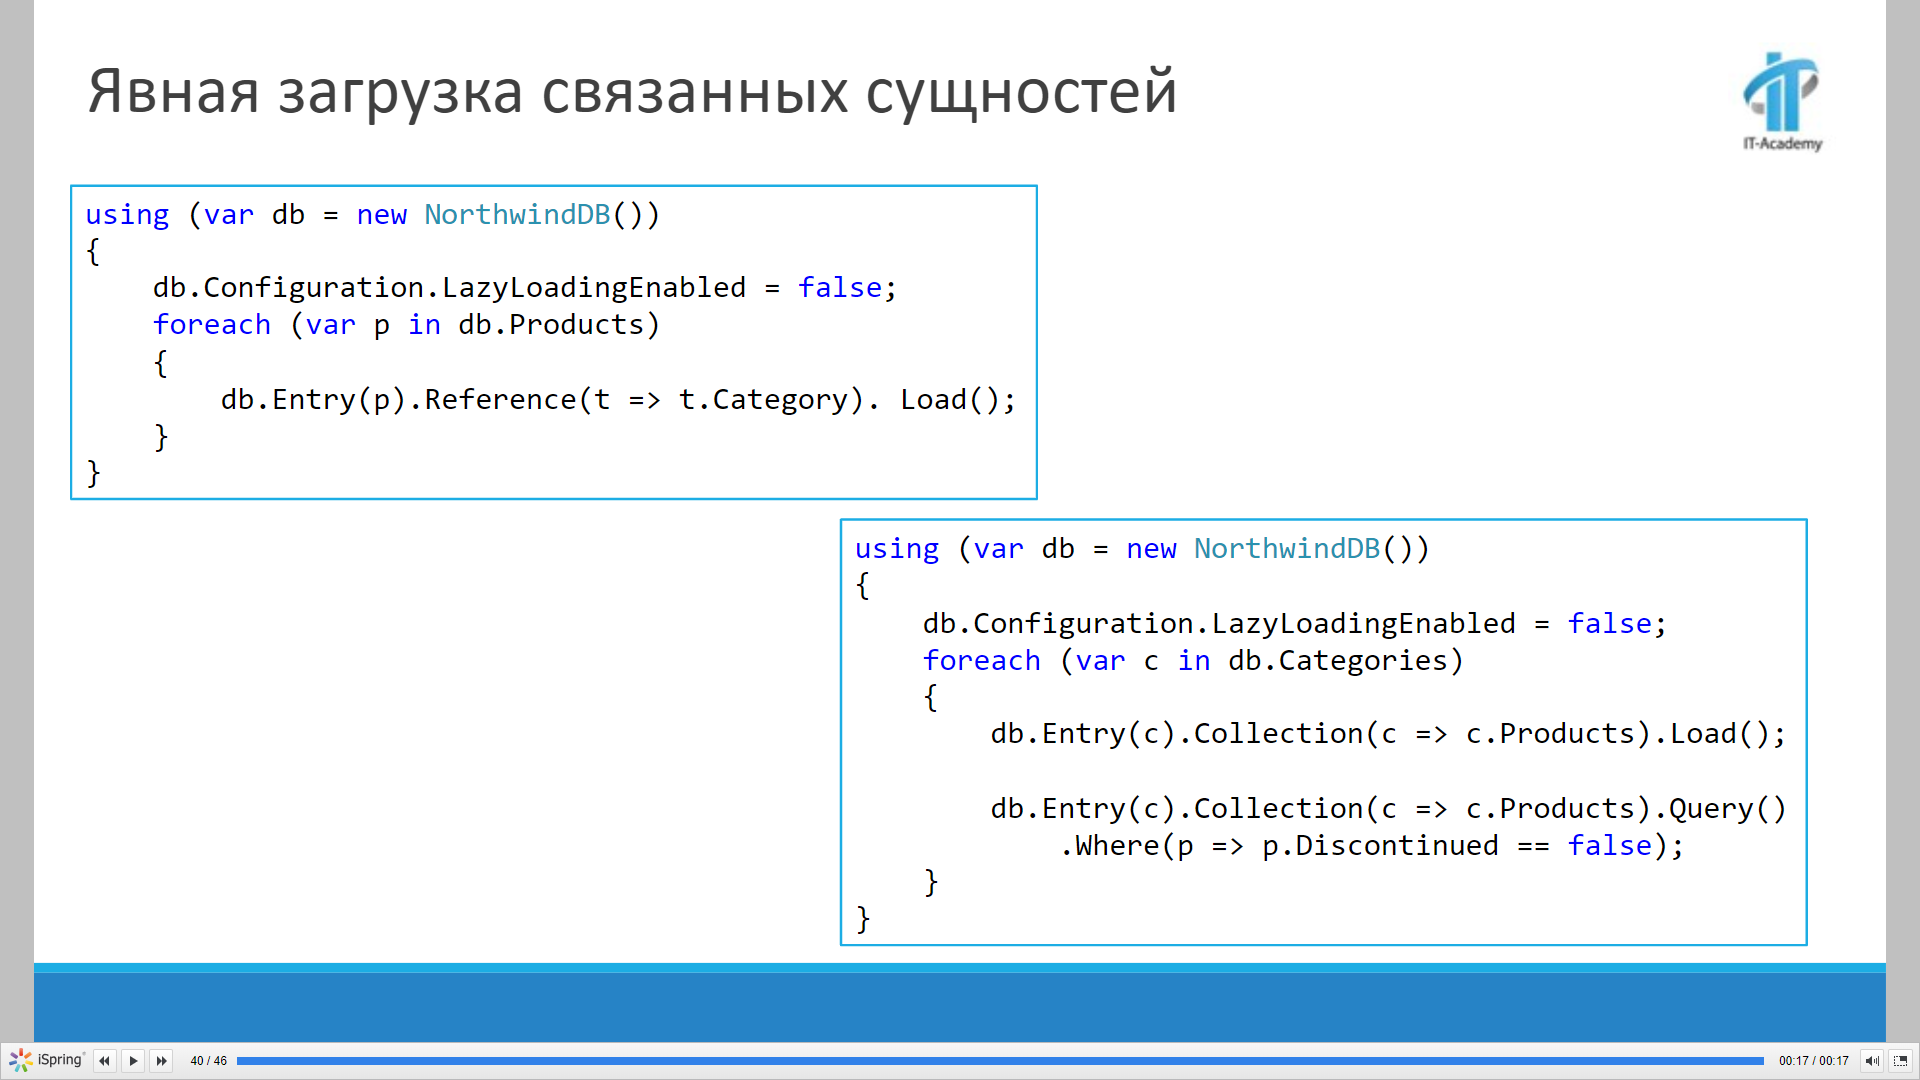 Явная загрузка связанных сущностей
IT-Academy
using (var db = new NorthwindDB())
{
    db.Configuration.LazyLoadingEnabled = false;
    foreach (var p in db.Products)
    {
        db.Entry(p).Reference(t => t.Category). Load();
    }
}
using (var db = new NorthwindDB())
{
    db.Configuration.LazyLoadingEnabled = false;
    foreach (var c in db.Categories)
    {
        db.Entry(c).Collection(c => c.Products).Load();
        db.Entry(c).Collection(c => c.Products).Query()
            .Where(p => p.Discontinued == false);
    }
}
iSpring 40 / 46 00:17 / 00:17